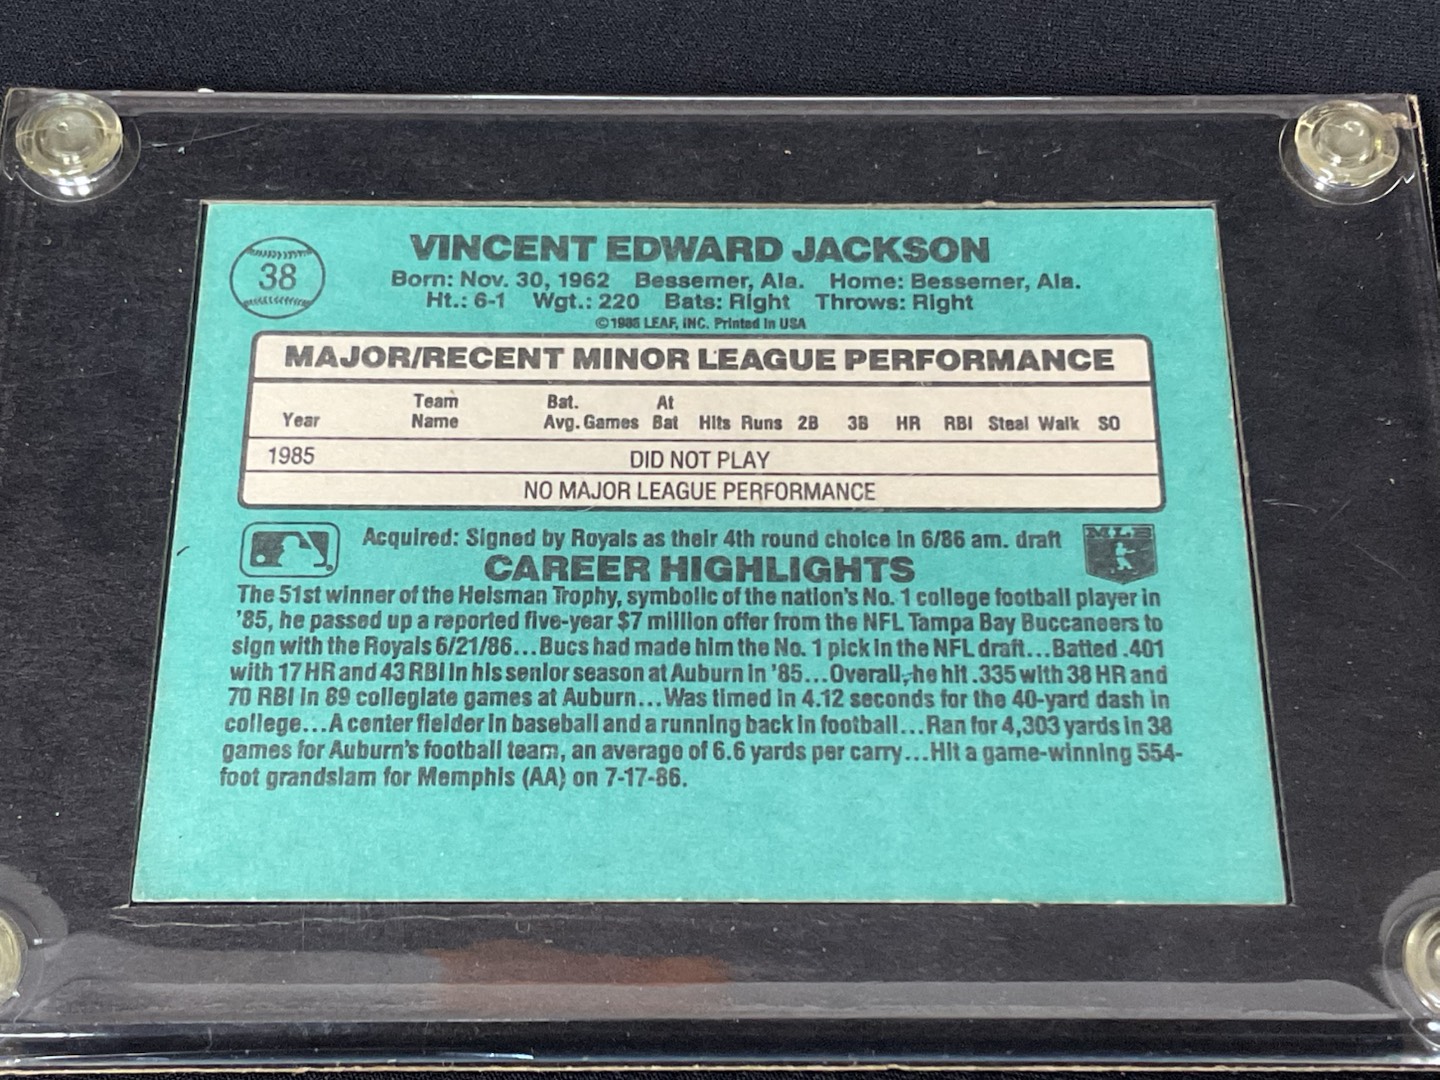 38
VINCENT EDWARD JACKSON
Born: Nov. 30, 1962 Bessemer, Ala. Home: Bessemer, Ala.
Ht.: 6-1 Wgt.: 220 Bats: Right Throws: Right
©1986 LEAF, INC. Printed in USA
MAJOR/RECENT MINOR LEAGUE PERFORMANCE
Team Bat. At
Year Name Avg. Games Bat Hits Runs 2B 3B HR RBI Steal Walk SO
1985 DID NOT PLAY
NO MAJOR LEAGUE PERFORMANCE
Acquired: Signed by Royals as their 4th round choice in 6/86 am. draft
MLB
CAREER HIGHLIGHTS
The 51st winner of the Heisman Trophy, symbolic of the nation's No. 1 college football player in
'85, he passed up a reported five-year $7 million offer from the NFL Tampa Bay Buccaneers to
sign with the Royals 6/21/86...Bucs had made him the No. 1 pick in the NFL draft...Batted .401
with 17 HR and 43 RBI in his senior season at Auburn in '85...Overall, he hit .335 with 38 HR and
70 RBI in 89 collegiate games at Auburn...Was timed in 4.12 seconds for the 40-yard dash in
college...A center fielder in baseball and a running back in football...Ran for 4,303 yards in 38
games for Auburn's football team, an average of 6.6 yards per carry...Hit a game-winning 554-
foot grandslam for Memphis (AA) on 7-17-86.